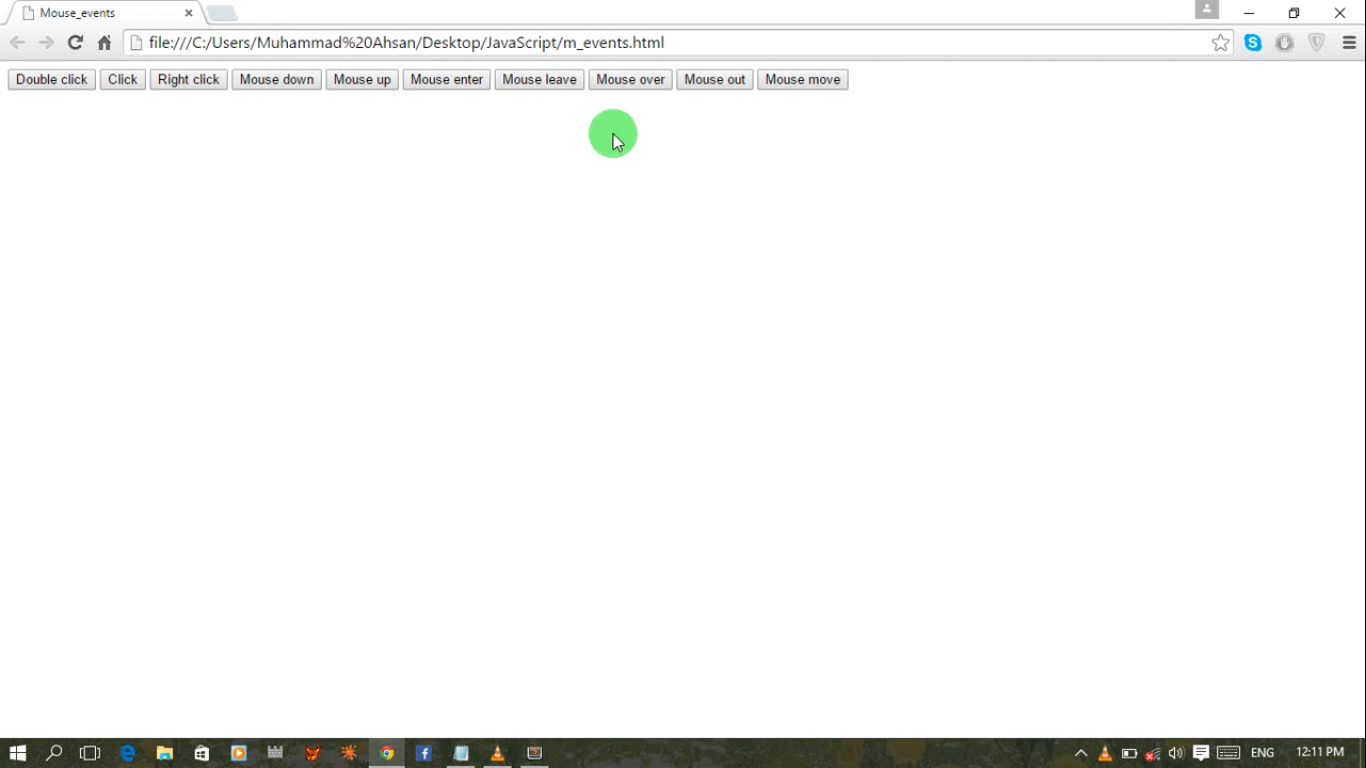 Mouse_events
file:///C:/Users/Muhammad%20Ahsan/Desktop/JavaScript/m_events.html
Double click Click Right click Mouse down Mouse up Mouse enter Mouse leave Mouse over Mouse out Mouse move
ENG 12:11 PM